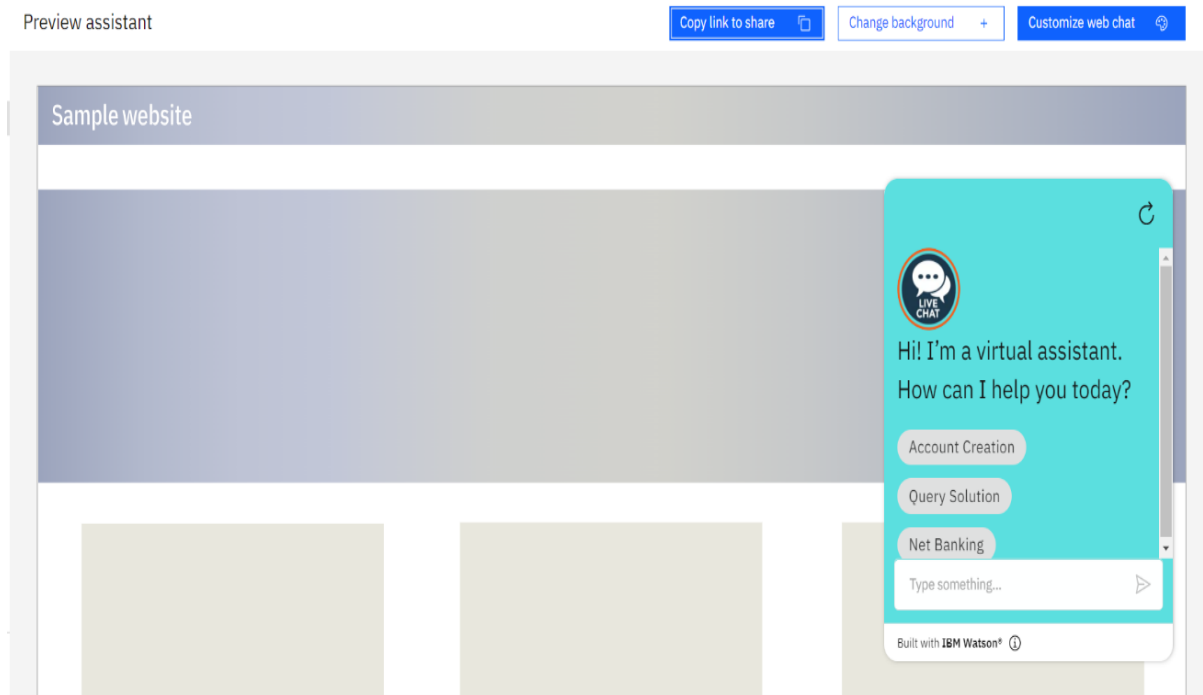 Preview assistant
Copy link to share
Change background +
Customize web chat
Sample website
LIVE
CHAT
Hi! I'm a virtual assistant.
How can I help you today?
Account Creation
Query Solution
Net Banking
Type something...
Built with IBM Watson®